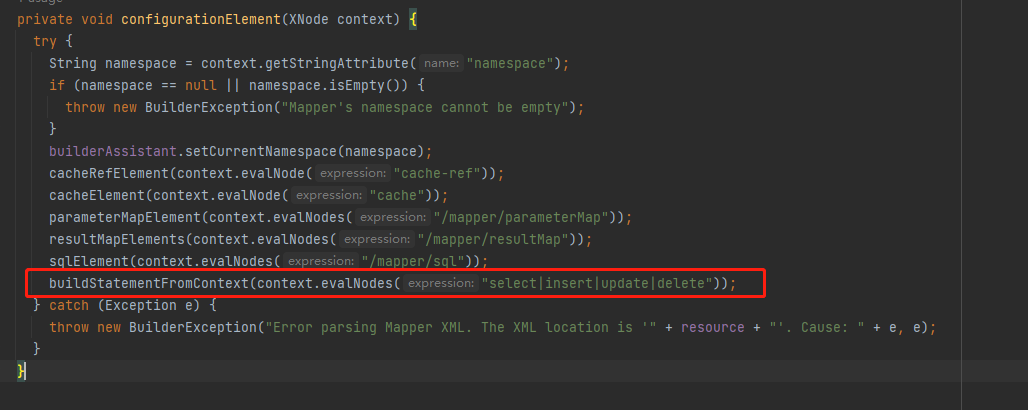 private void configurationElement(XNode context) {
try {
String namespace = context.getStringAttribute( name: "namespace");
if (namespace == null || namespace.isEmpty()) {
throw new BuilderException("Mapper's namespace cannot be empty");
}
builderAssistant.setCurrentNamespace(namespace);
cacheRefElement(context.evalNode( expression: "cache-ref"));
cacheElement(context.evalNode( expression: "cache"));
parameterMapElement(context.evalNodes( expression: "/mapper/parameterMap"));
resultMapElements(context.evalNodes( expression: "/mapper/resultMap"));
sqlElement(context.evalNodes( expression: "/mapper/sql"));
buildStatementFromContext(context.evalNodes( expression: "select|insert|update|delete"));
} catch (Exception e) {
throw new BuilderException("Error parsing Mapper XML. The XML location is '" + resource + "'. Cause: " + e, e);
}
}